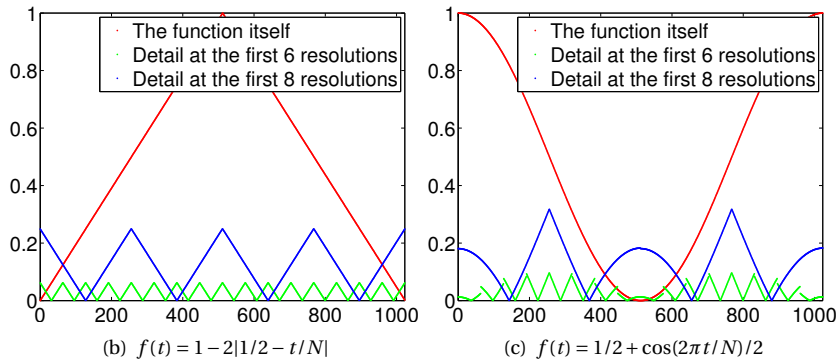 The function itself
Detail at the first 6 resolutions
Detail at the first 8 resolutions
1
0.8
0.6
0.4
0.2
0
0 200 400 600 800 1000
(b) f(t) = 1 − 2|1/2 − t/N|
The function itself
Detail at the first 6 resolutions
Detail at the first 8 resolutions
1
0.8
0.6
0.4
0.2
0
0 200 400 600 800 1000
(c) f(t) = 1/2 + cos(2πt/N)/2